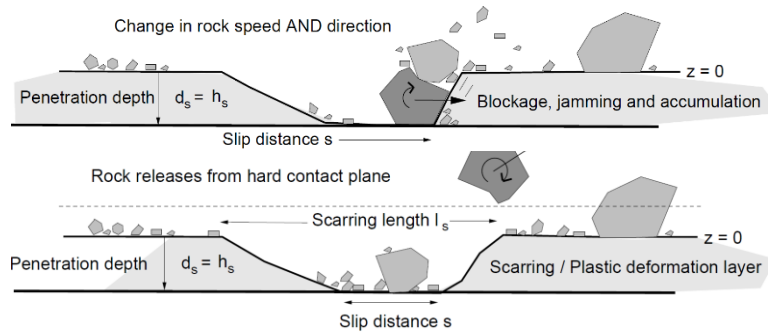 Change in rock speed AND direction
z = 0
Penetration depth
d_s = h_s
Blockage, jamming and accumulation
Slip distance s
Rock releases from hard contact plane
Scarring length l_s
z = 0
Penetration depth
d_s = h_s
Scarring / Plastic deformation layer
Slip distance s